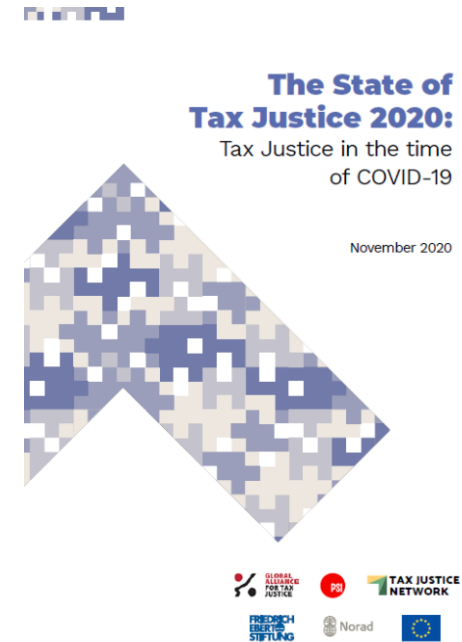 The State of
Tax Justice 2020:
Tax Justice in the time
of COVID-19
November 2020
GLOBAL
ALLIANCE
FOR TAX
JUSTICE
PSI
TAX JUSTICE
NETWORK
FRIEDRICH
EBERT
STIFTUNG
Norad